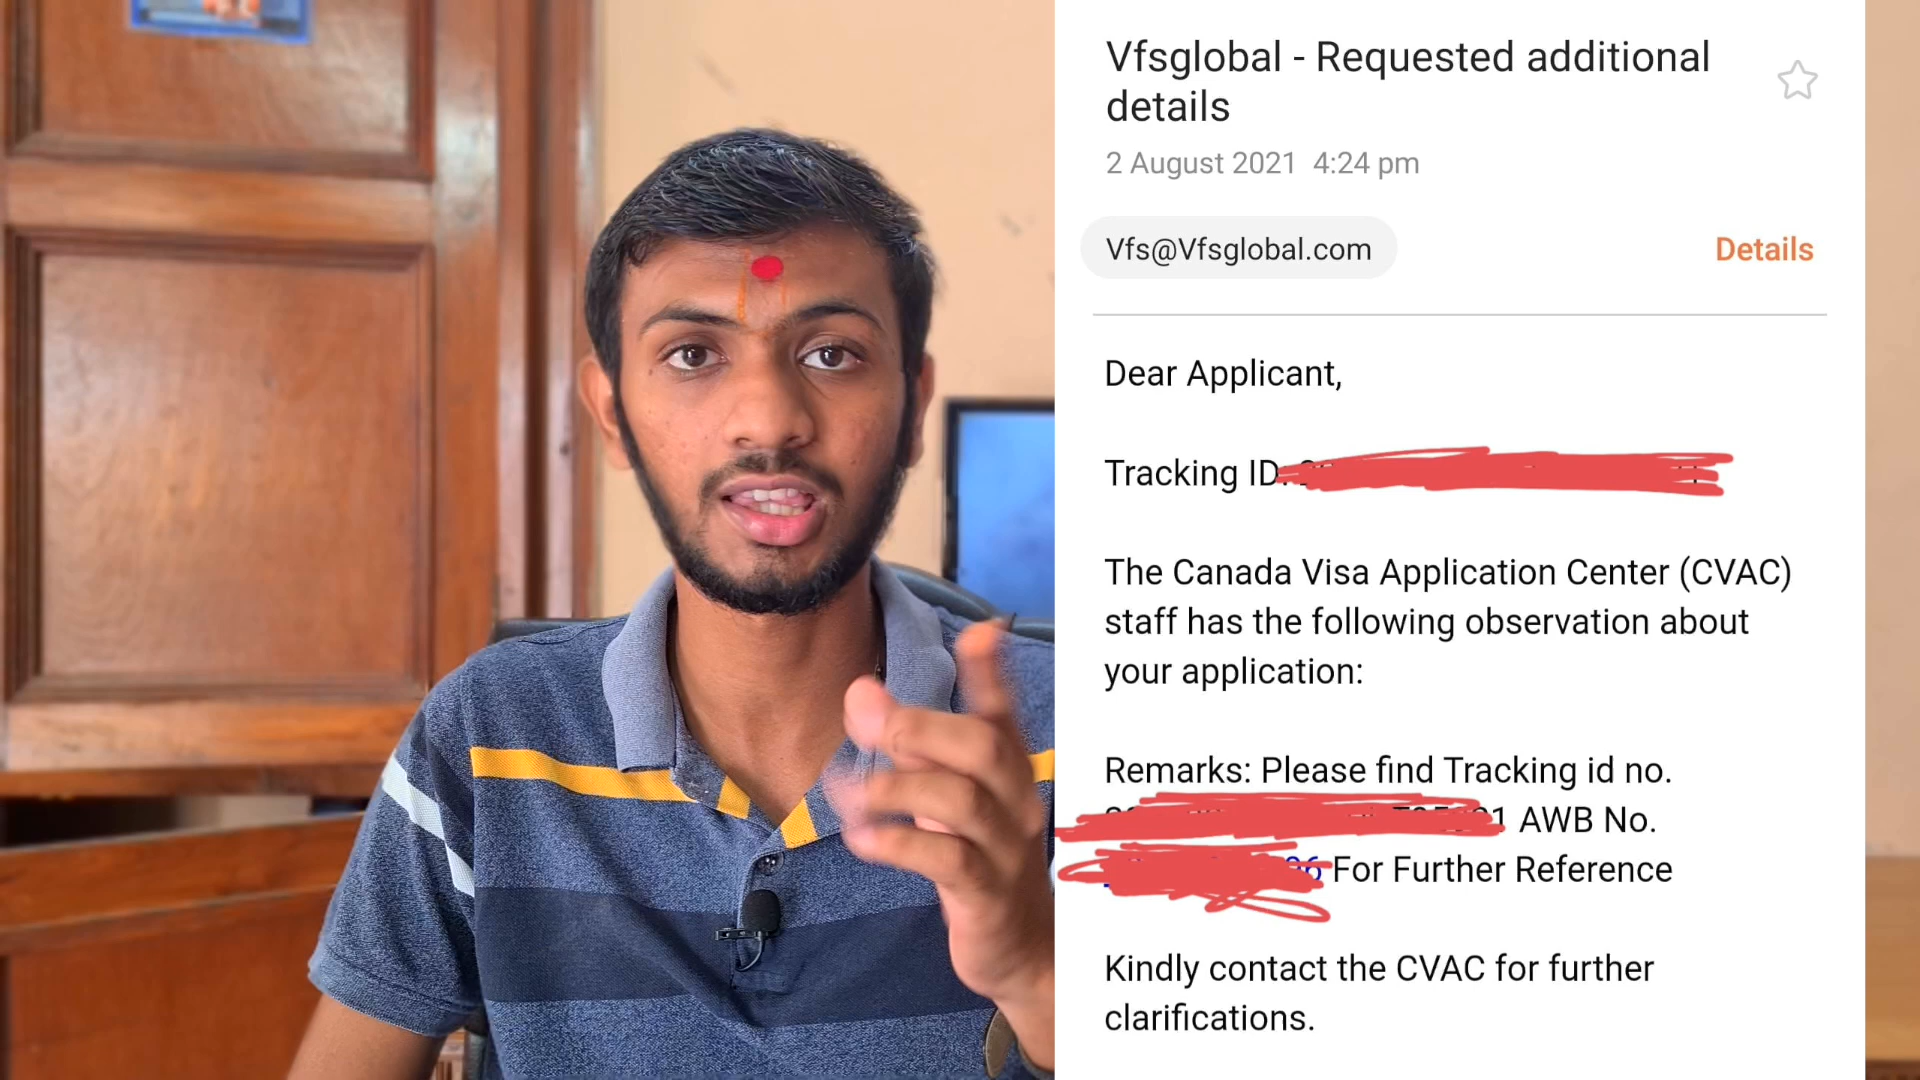 Vfsglobal - Requested additional
details
2 August 2021 4:24 pm
Vfs@Vfsglobal.com
Details
Dear Applicant,
Tracking ID
The Canada Visa Application Center (CVAC)
staff has the following observation about
your application:
Remarks: Please find Tracking id no.
AWB No.
For Further Reference
Kindly contact the CVAC for further
clarifications.